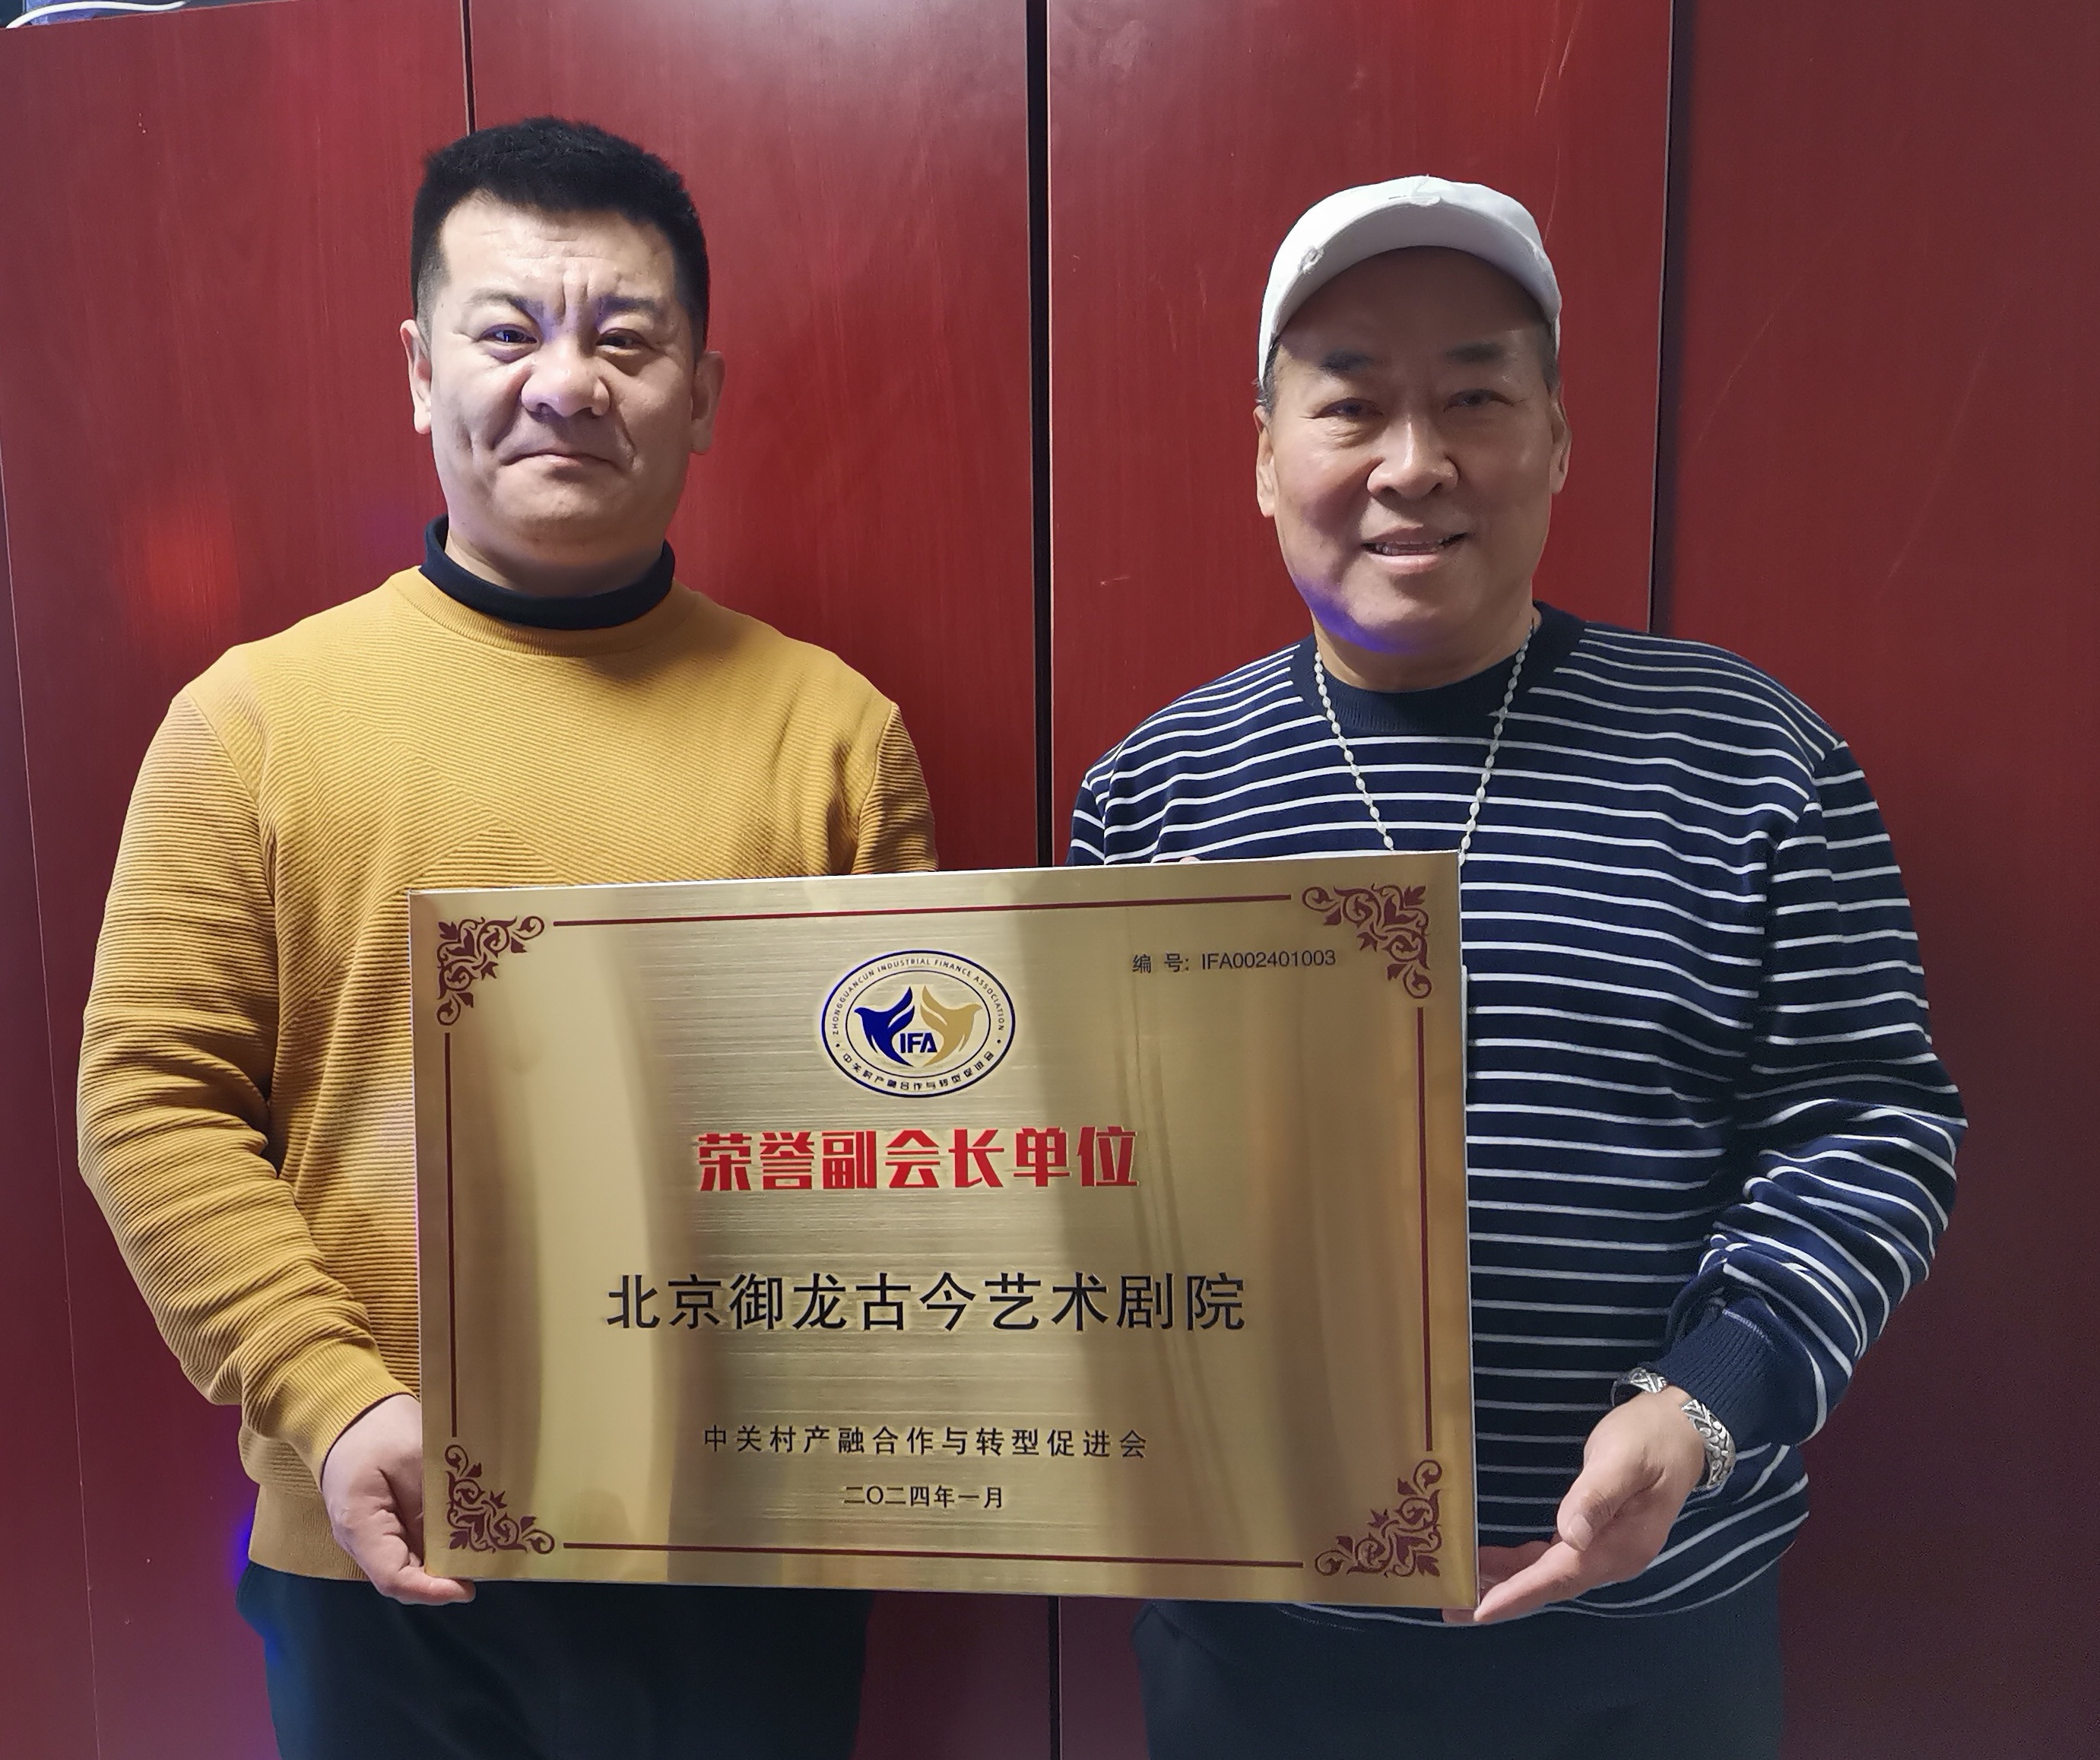 编 号: IFA002401003
ZHONGGUANCUN INDUSTRIAL FINANCE ASSOCIATION
IFA
中关村产融合作与转型促进会
荣誉副会长单位
北京御龙古今艺术剧院
中关村产融合作与转型促进会
二〇二四年一月